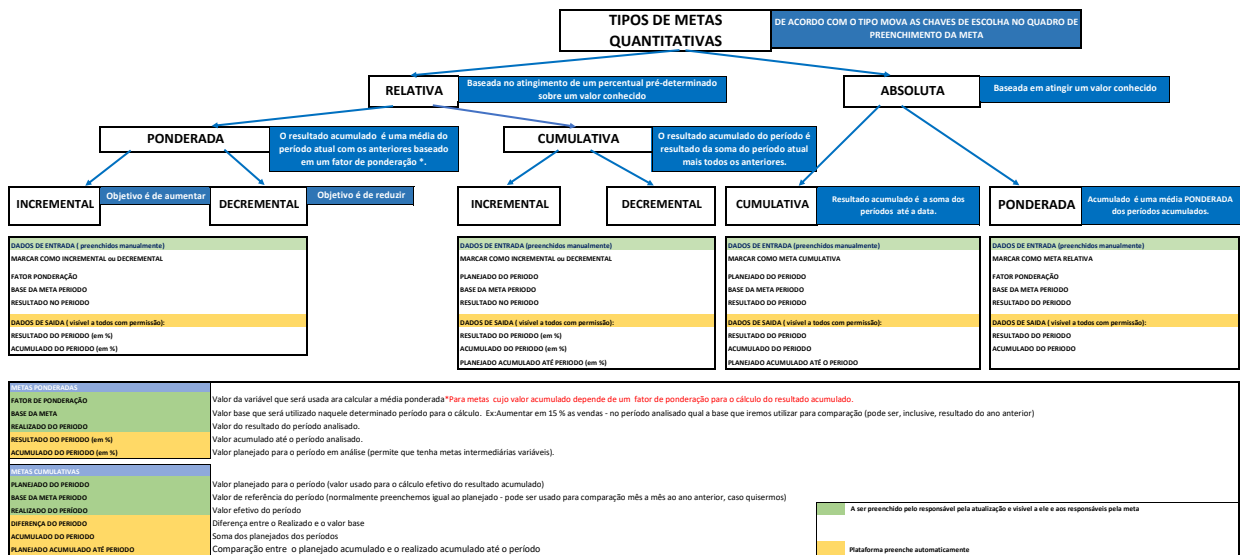 TIPOS DE METAS
QUANTITATIVAS
DE ACORDO COM O TIPO MOVA AS CHAVES DE ESCOLHA NO QUADRO DE
PREENCHIMENTO DA META
RELATIVA
Baseada no atingimento de um percentual pré-determinado
sobre um valor conhecido
ABSOLUTA
Baseada em atingir um valor conhecido
PONDERADA
O resultado acumulado é uma média do
período atual com os anteriores baseado
em um fator de ponderação *.
CUMULATIVA
O resultado acumulado do período é
resultado da soma do período atual
mais todos os anteriores.
INCREMENTAL
Objetivo é de aumentar
DECREMENTAL
Objetivo é de reduzir
INCREMENTAL
DECREMENTAL
CUMULATIVA
Resultado acumulado é a soma dos
períodos até a data.
PONDERADA
Acumulado é uma média PONDERADA
dos períodos acumulados.
DADOS DE ENTRADA ( preenchidos manualmente)
MARCAR COMO INCREMENTAL ou DECREMENTAL
FATOR PONDERAÇÃO
BASE DA META PERIODO
RESULTADO NO PERIODO
DADOS DE SAIDA ( visível a todos com permissão):
RESULTADO DO PERIODO (em %)
ACUMULADO DO PERIODO (em %)
DADOS DE ENTRADA (preenchidos manualmente)
MARCAR COMO INCREMENTAL ou DECREMENTAL
PLANEJADO DO PERIODO
BASE DA META PERIODO
RESULTADO NO PERIODO
DADOS DE SAIDA ( visível a todos com permissão):
RESULTADO DO PERIODO (em %)
ACUMULADO DO PERIODO (em %)
PLANEJADO ACUMULADO ATÉ PERIODO (em %)
DADOS DE ENTRADA (preenchidos manualmente)
MARCAR COMO META CUMULATIVA
PLANEJADO DO PERIODO
BASE DA META PERIODO
RESULTADO DO PERIODO
DADOS DE SAIDA ( visível a todos com permissão):
RESULTADO DO PERIODO
ACUMULADO DO PERIODO
PLANEJADO ACUMULADO ATÉ O PERIODO
DADOS DE ENTRADA (preenchidos manualmente)
MARCAR COMO META RELATIVA
FATOR PONDERAÇÃO
BASE DA META PERIODO
RESULTADO DO PERIODO
DADOS DE SAIDA ( visível a todos com permissão):
RESULTADO DO PERIODO
ACUMULADO DO PERIODO
METAS PONDERADAS
FATOR DE PONDERAÇÃO Valor da variável que será usada ara calcular a média ponderada*Para metas cujo valor acumulado depende de um fator de ponderação para o cálculo do resultado acumulado.
BASE DA META Valor base que será utilizado naquele determinado período para o cálculo. Ex:Aumentar em 15 % as vendas - no período analisado qual a base que iremos utilizar para comparação (pode ser, inclusive, resultado do ano anterior)
REALIZADO DO PERIODO Valor do resultado do período analisado.
RESULTADO DO PERIODO (em %) Valor acumulado até o período analisado.
ACUMULADO DO PERIODO (em %) Valor planejado para o período em análise (permite que tenha metas intermediárias variáveis).
METAS CUMULATIVAS
PLANEJADO DO PERIODO Valor planejado para o período (valor usado para o cálculo efetivo do resultado acumulado)
BASE DA META PERIODO Valor de referência do período (normalmente preenchemos igual ao planejado - pode ser usado para comparação mês a mês ao ano anterior, caso quisermos)
REALIZADO DO PERÍODO Valor efetivo do período
DIFERENÇA DO PERIODO Diferença entre o Realizado e o valor base
ACUMULADO DO PERIODO Soma dos planejados dos períodos
PLANEJADO ACUMULADO ATÉ PERIODO Comparação entre o planejado acumulado e o realizado acumulado até o período
A ser preenchido pelo responsável pela atualização e visível a ele e aos responsáveis pela meta
Plataforma preenche automaticamente